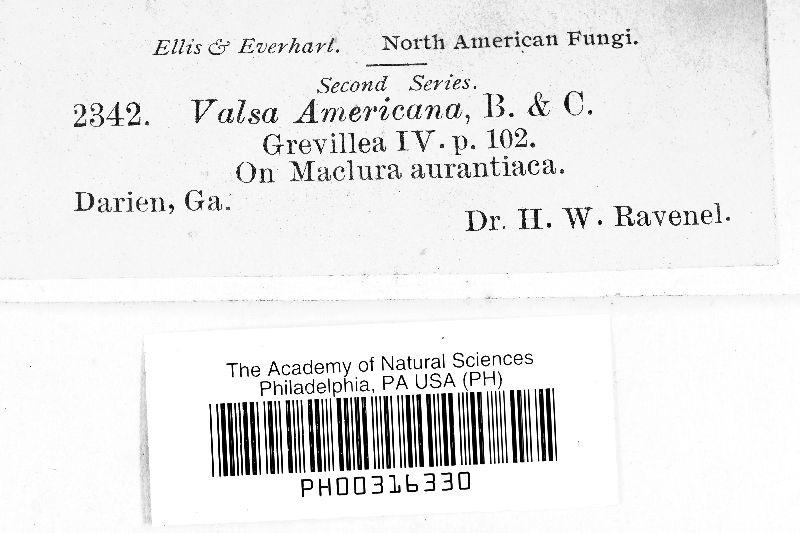 Ellis & Everhart. North American Fungi.
Second Series.
2342. Valsa Americana, B. & C.
Grevillea IV. p. 102.
On Maclura aurantiaca.
Darien, Ga.
Dr. H. W. Ravenel.
The Academy of Natural Sciences
Philadelphia, PA USA (PH)
PH00316330